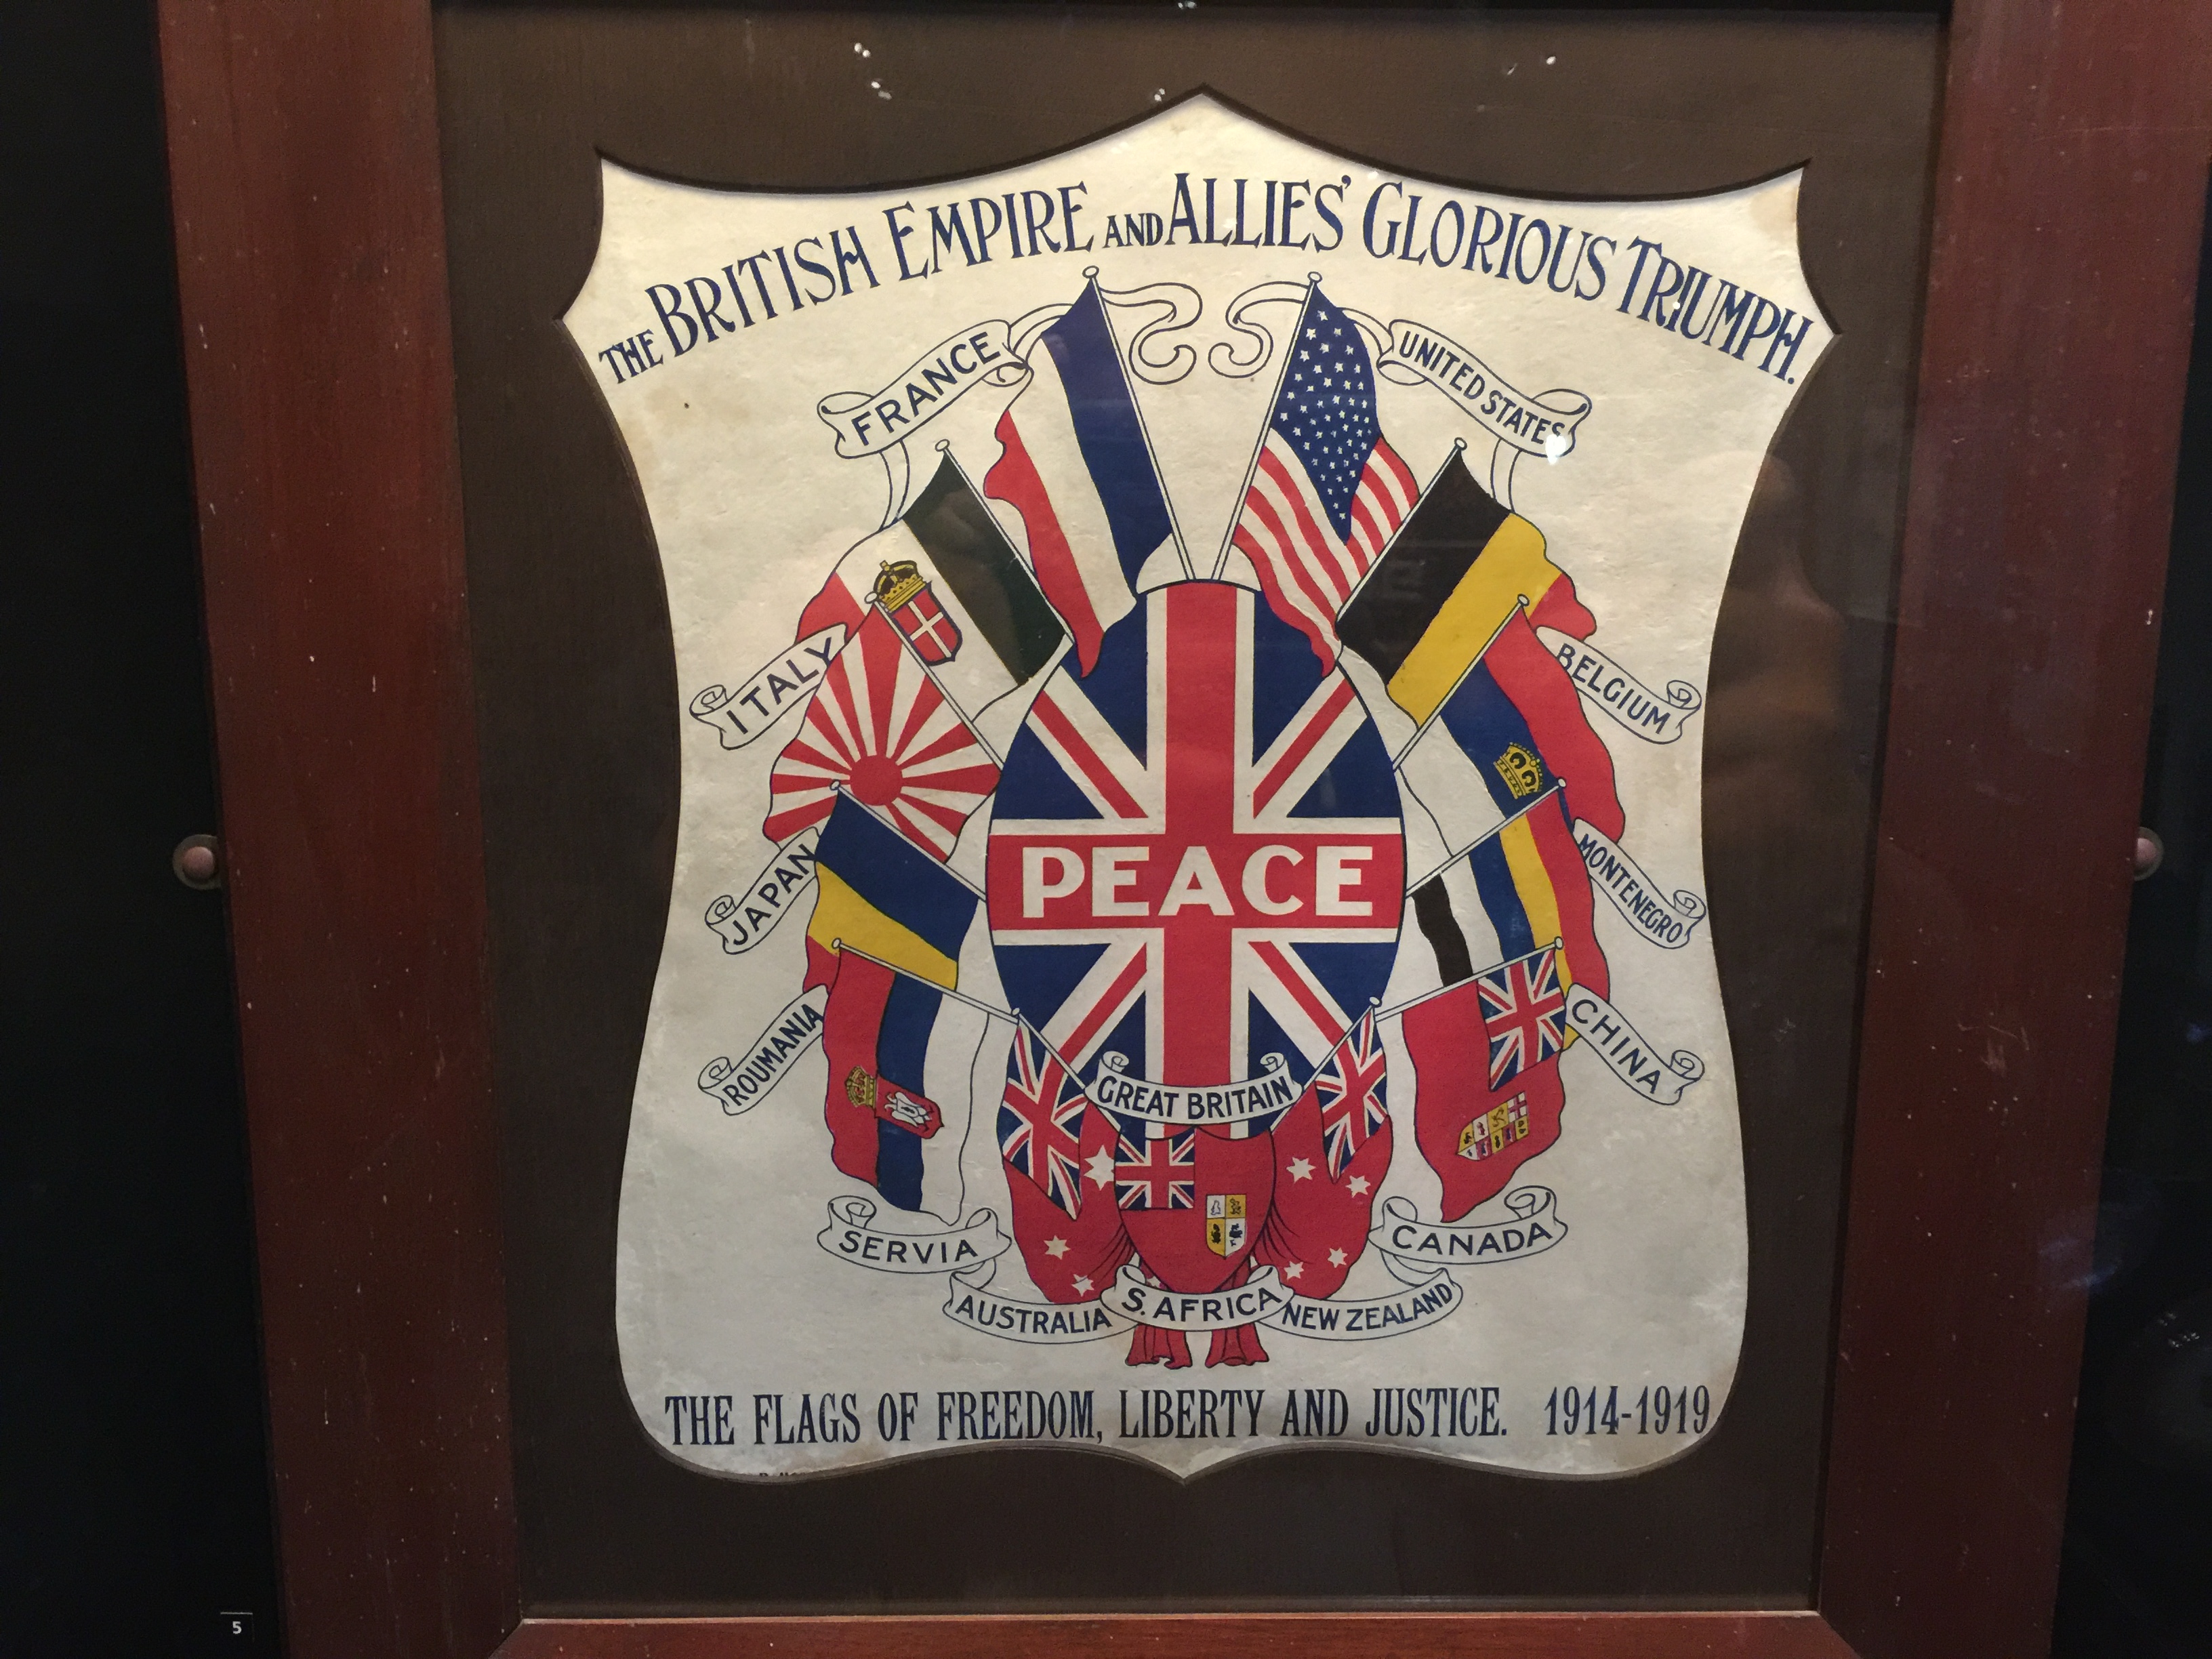 THE BRITISH EMPIRE AND ALLIES' GLORIOUS TRIUMPH.
FRANCE
UNITED STATES
ITALY
BELGIUM
JAPAN
MONTENEGRO
PEACE
ROUMANIA
CHINA
GREAT BRITAIN
SERVIA
CANADA
AUSTRALIA
S. AFRICA
NEW ZEALAND
THE FLAGS OF FREEDOM, LIBERTY AND JUSTICE. 1914-1919
5